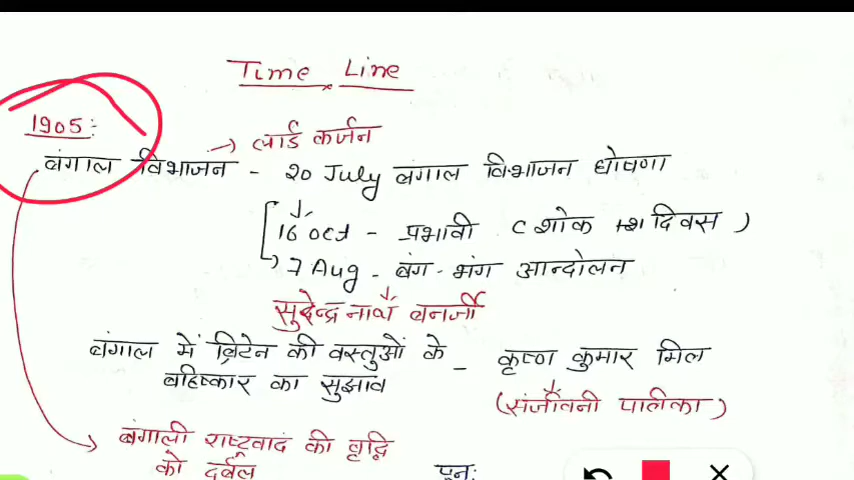 Time Line
1905:
→ लार्ड कर्जन
बंगाल विभाजन - 20 July बंगाल विभाजन घोषणा
16 Oct - प्रभावी (शोक दिवस)
→ 7 Aug - बंग-भंग आन्दोलन
सुरेन्द्र नाथ बनर्जी
बंगाल में ब्रिटेन की वस्तुओं के - कृष्ण कुमार मित्र
बहिष्कार का सुझाव
(संजीवनी पत्रिका)
बंगाली राष्ट्रवाद की वृद्धि
को दुर्बल
पुन: